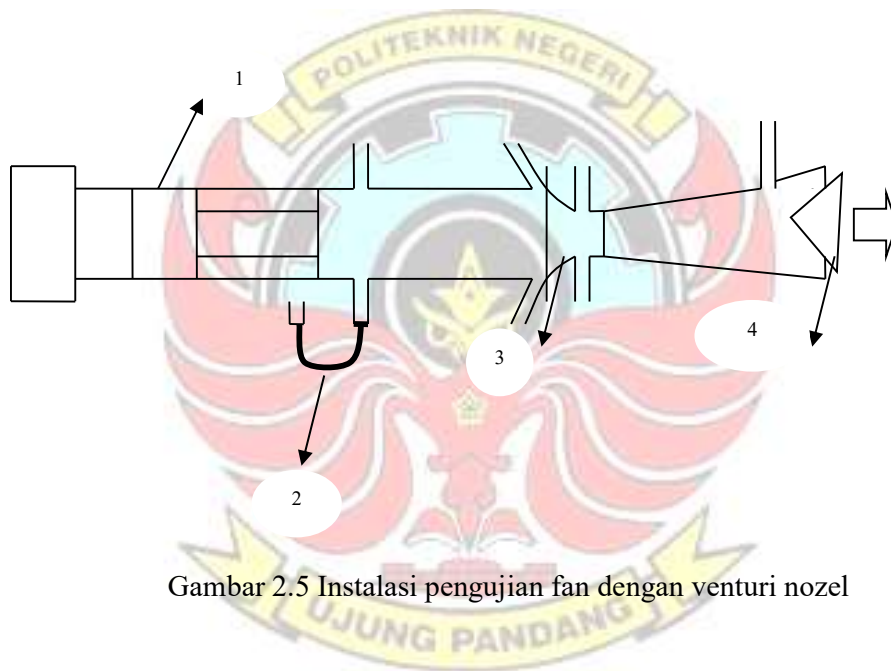 POLITEKNIK NEGERI
1
3
4
2
Gambar 2.5 Instalasi pengujian fan dengan venturi nozel
UJUNG PANDANG